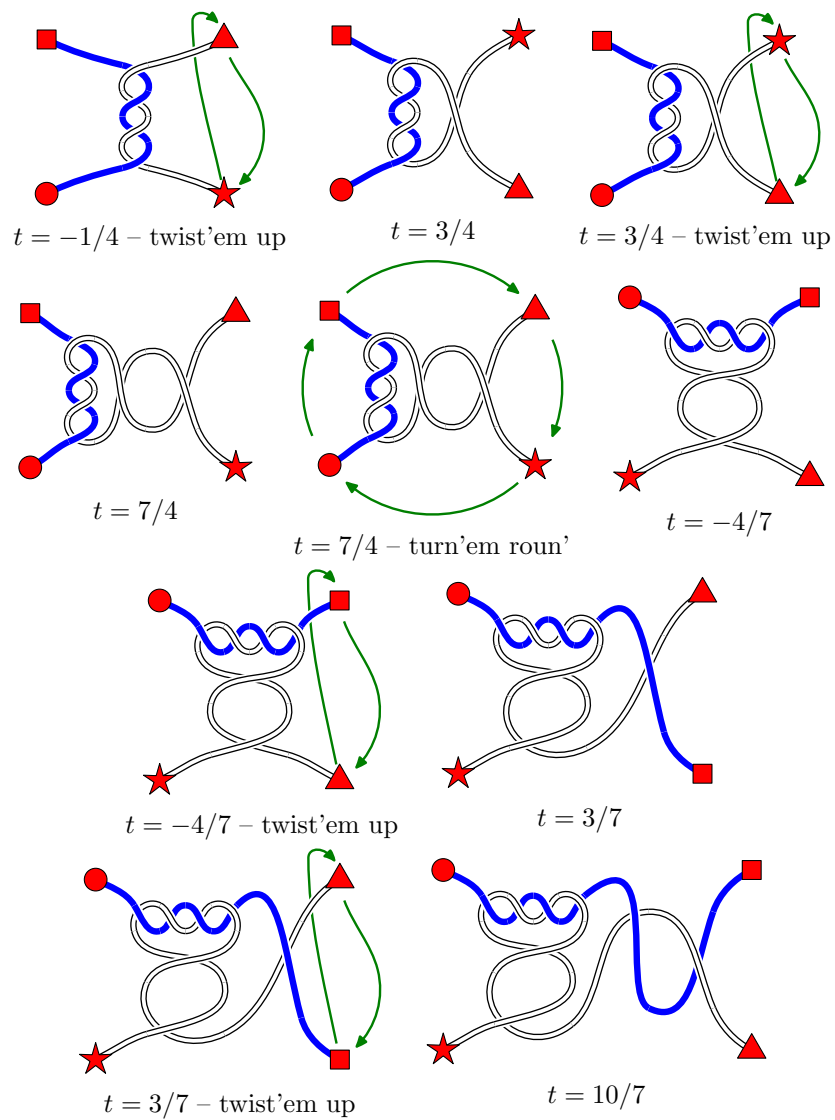 t = −1/4 – twist'em up
t = 3/4
t = 3/4 – twist'em up
t = 7/4
t = 7/4 – turn'em roun'
t = −4/7
t = −4/7 – twist'em up
t = 3/7
t = 3/7 – twist'em up
t = 10/7